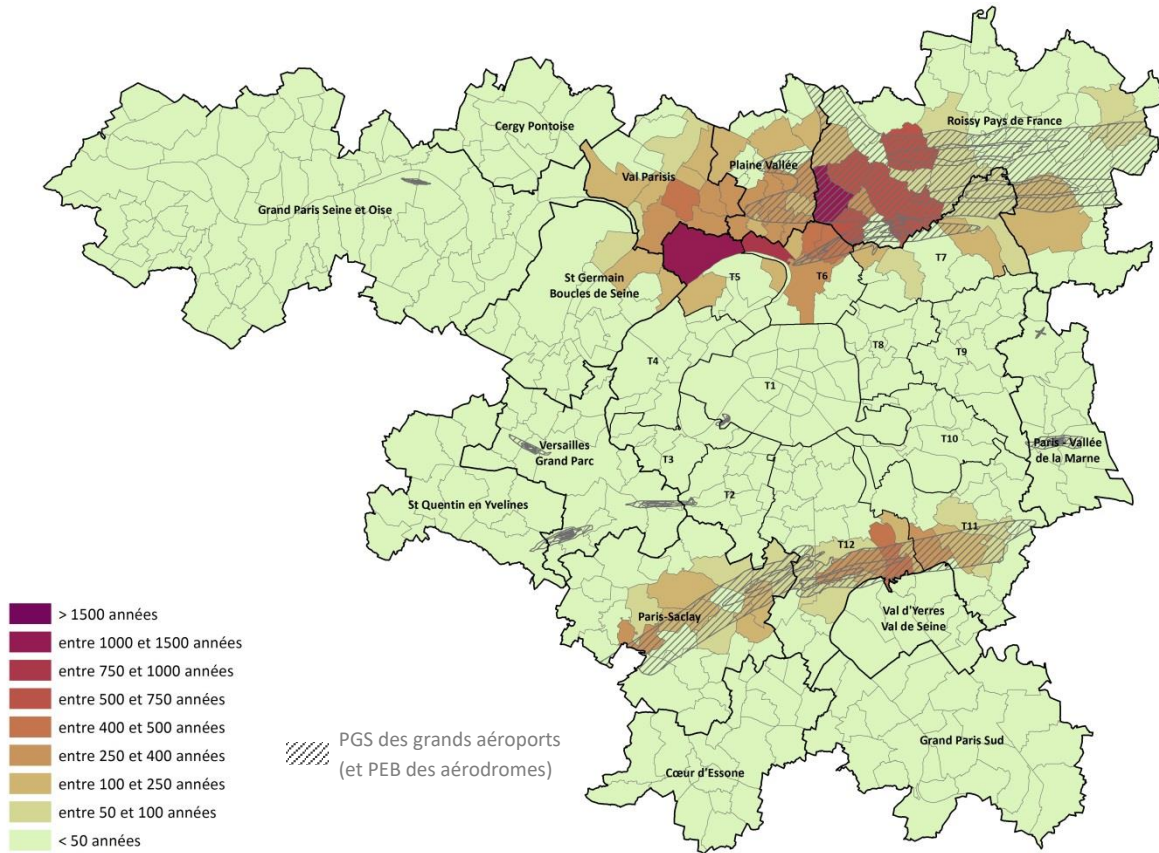 Cergy Pontoise
Roissy Pays de France
Plaine Vallée
Val Parisis
Grand Paris Seine et Oise
T7
St Germain
Boucles de Seine
T5
T6
T4
T8
T9
T1
Versailles
Grand Parc
T3
T10
Paris - Vallée
de la Marne
T2
St Quentin en Yvelines
T12
T11
Paris-Saclay
Val d'Yerres
Val de Seine
Grand Paris Sud
Cœur d'Essone
> 1500 années
entre 1000 et 1500 années
entre 750 et 1000 années
entre 500 et 750 années
entre 400 et 500 années
entre 250 et 400 années
entre 100 et 250 années
entre 50 et 100 années
< 50 années
PGS des grands aéroports
(et PEB des aérodromes)